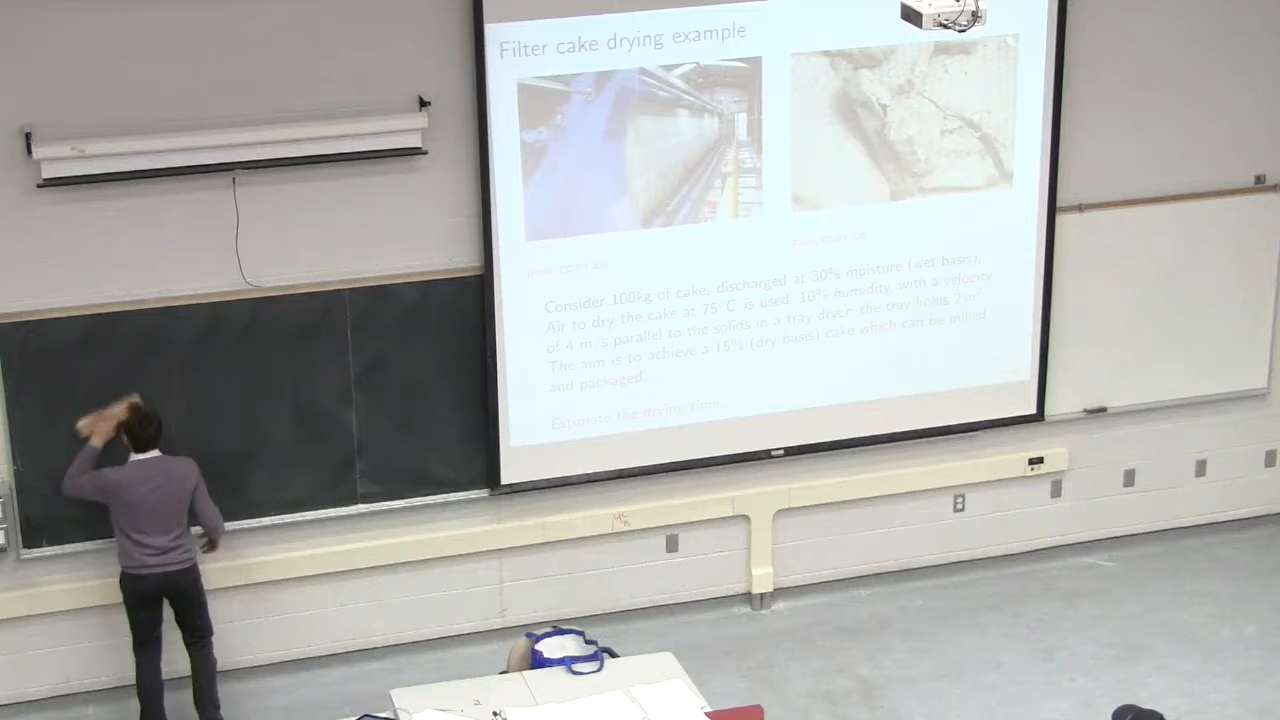 Filter cake drying example
Consider 100kg of cake, discharged at 30% moisture (wet basis).
Air to dry the cake at 75°C is used, 10% humidity, with a velocity
of 4 m/s parallel to the solids in a tray dryer; the tray holds 2 m²
The aim is to achieve a 15% (dry basis) cake which can be milled
and packaged.
Estimate the drying time